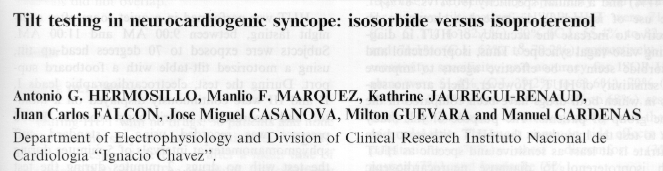 Tilt testing in neurocardiogenic syncope: isosorbide versus isoproterenol
Antonio G. HERMOSILLO, Manlio F. MARQUEZ, Kathrine JAUREGUI-RENAUD,
Juan Carlos FALCON, Jose Miguel CASANOVA, Milton GUEVARA and Manuel CARDENAS
Department of Electrophysiology and Division of Clinical Research Instituto Nacional de
Cardiologia “Ignacio Chavez”.